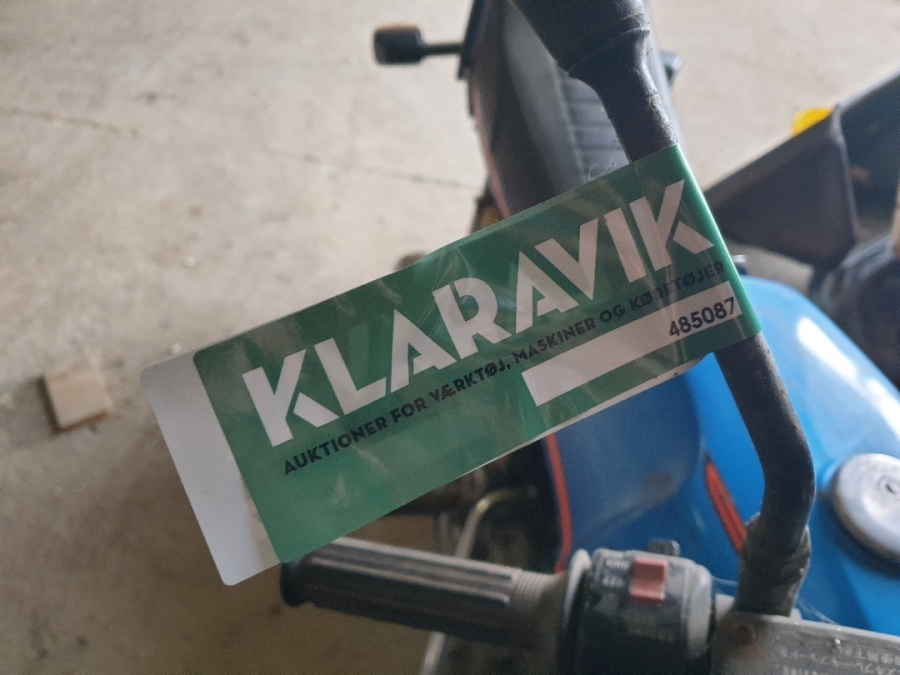 KLARAVIK
AUKTIONER FOR VÆRKTØJ, MASKINER OG KØRETØJER
485087